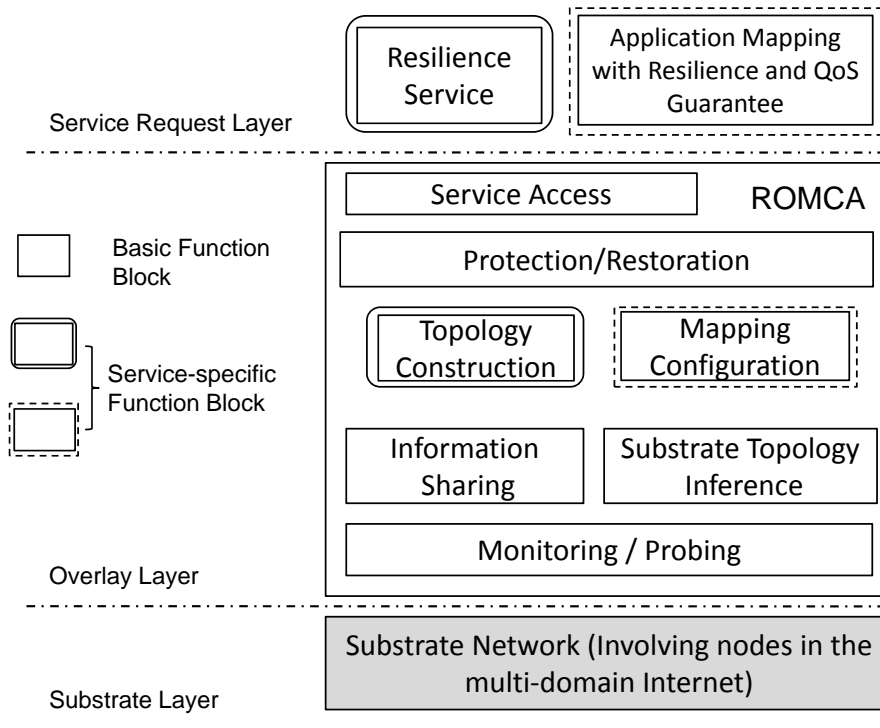 Resilience
Service
Application Mapping
with Resilience and QoS
Guarantee
Service Request Layer
Service Access
ROMCA
Protection/Restoration
Basic Function
Block
Topology
Construction
Mapping
Configuration
Service-specific
Function Block
Information
Sharing
Substrate Topology
Inference
Monitoring / Probing
Overlay Layer
Substrate Network (Involving nodes in the
multi-domain Internet)
Substrate Layer